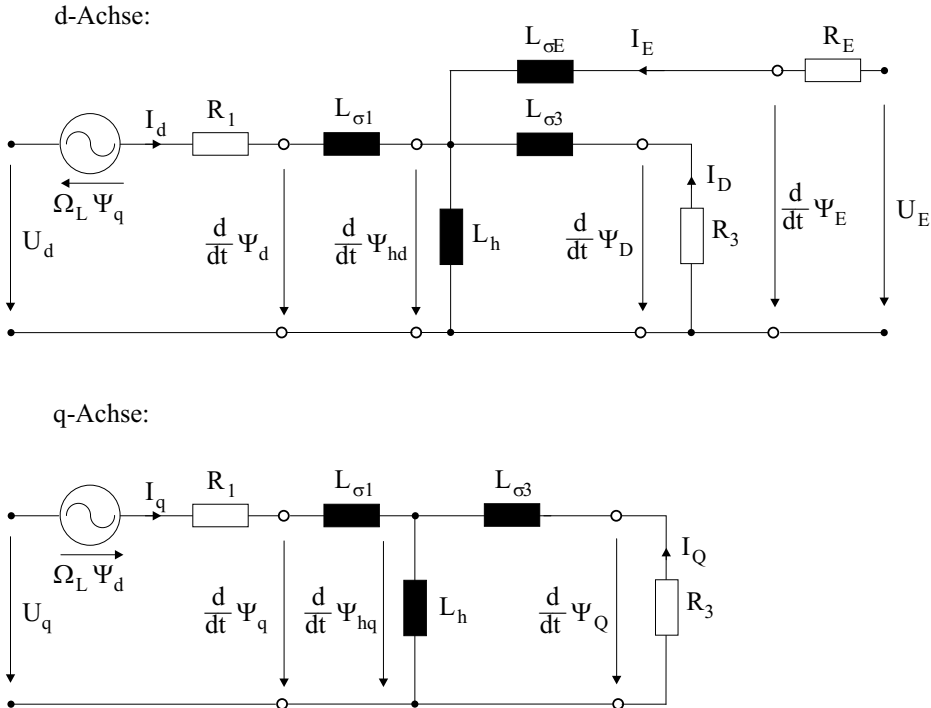 d-Achse:
L_σE
I_E
R_E
I_d
R_1
L_σ1
L_σ3
Ω_L Ψ_q
I_D
U_d
d/dt Ψ_d
d/dt Ψ_hd
L_h
d/dt Ψ_D
R_3
d/dt Ψ_E
U_E
q-Achse:
I_q
R_1
L_σ1
L_σ3
Ω_L Ψ_d
I_Q
U_q
d/dt Ψ_q
d/dt Ψ_hq
L_h
d/dt Ψ_Q
R_3